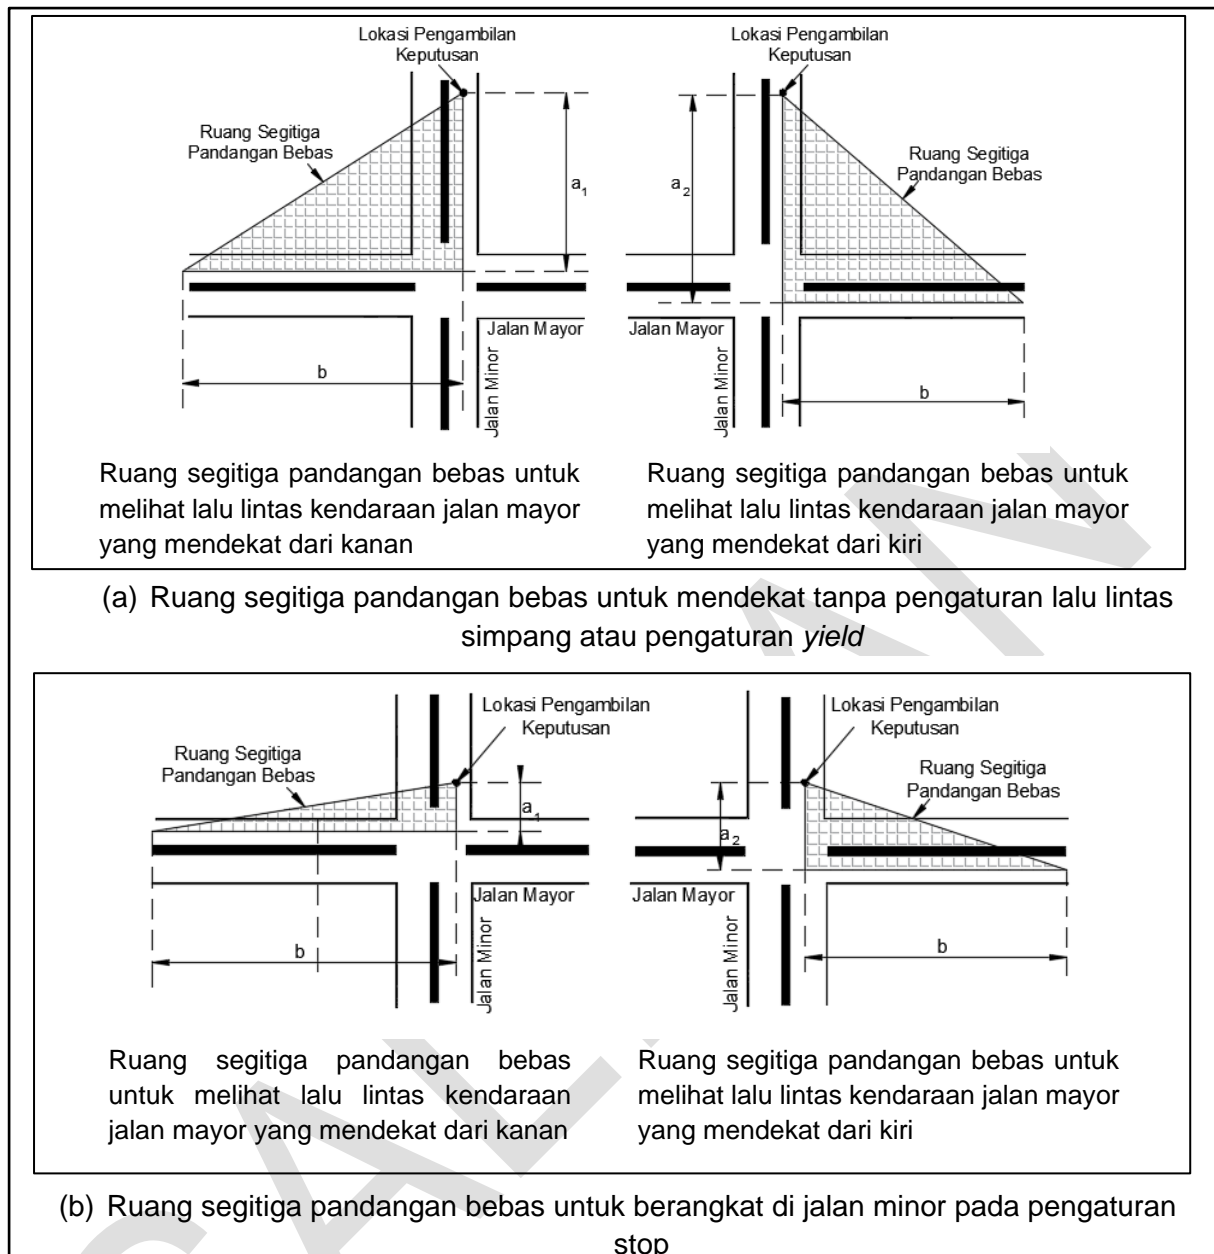 Lokasi Pengambilan
Keputusan
Ruang Segitiga
Pandangan Bebas
a1
b
Jalan Mayor
Jalan Minor
Lokasi Pengambilan
Keputusan
Ruang Segitiga
Pandangan Bebas
a2
b
Jalan Mayor
Jalan Minor
Ruang segitiga pandangan bebas untuk
melihat lalu lintas kendaraan jalan mayor
yang mendekat dari kanan
Ruang segitiga pandangan bebas untuk
melihat lalu lintas kendaraan jalan mayor
yang mendekat dari kiri
(a) Ruang segitiga pandangan bebas untuk mendekat tanpa pengaturan lalu lintas
simpang atau pengaturan yield
Lokasi Pengambilan
Keputusan
Ruang Segitiga
Pandangan Bebas
a1
b
Jalan Mayor
Jalan Minor
Lokasi Pengambilan
Keputusan
Ruang Segitiga
Pandangan Bebas
a2
b
Jalan Mayor
Jalan Minor
Ruang segitiga pandangan bebas
untuk melihat lalu lintas kendaraan
jalan mayor yang mendekat dari kanan
Ruang segitiga pandangan bebas untuk
melihat lalu lintas kendaraan jalan mayor
yang mendekat dari kiri
(b) Ruang segitiga pandangan bebas untuk berangkat di jalan minor pada pengaturan
stop